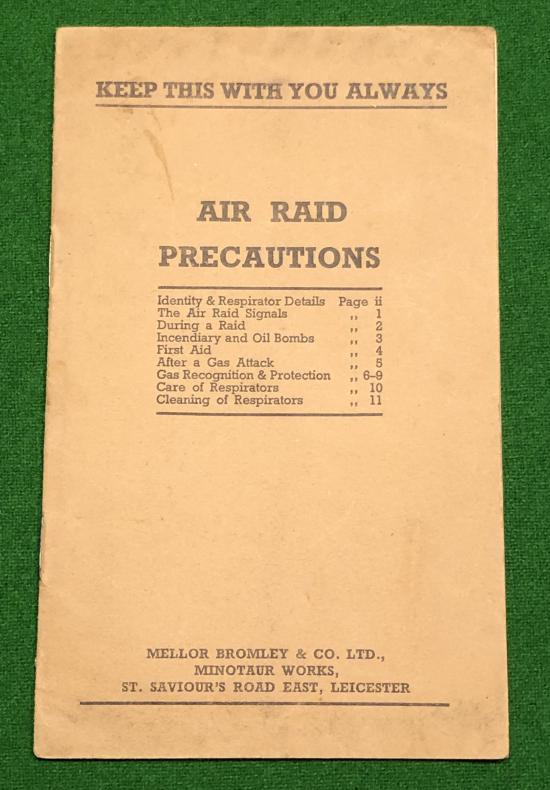 KEEP THIS WITH YOU ALWAYS
AIR RAID
PRECAUTIONS
Identity & Respirator Details Page ii
The Air Raid Signals ,, 1
During a Raid ,, 2
Incendiary and Oil Bombs ,, 3
First Aid ,, 4
After a Gas Attack ,, 5
Gas Recognition & Protection ,, 6-9
Care of Respirators ,, 10
Cleaning of Respirators ,, 11
MELLOR BROMLEY & CO. LTD.,
MINOTAUR WORKS,
ST. SAVIOUR'S ROAD EAST, LEICESTER